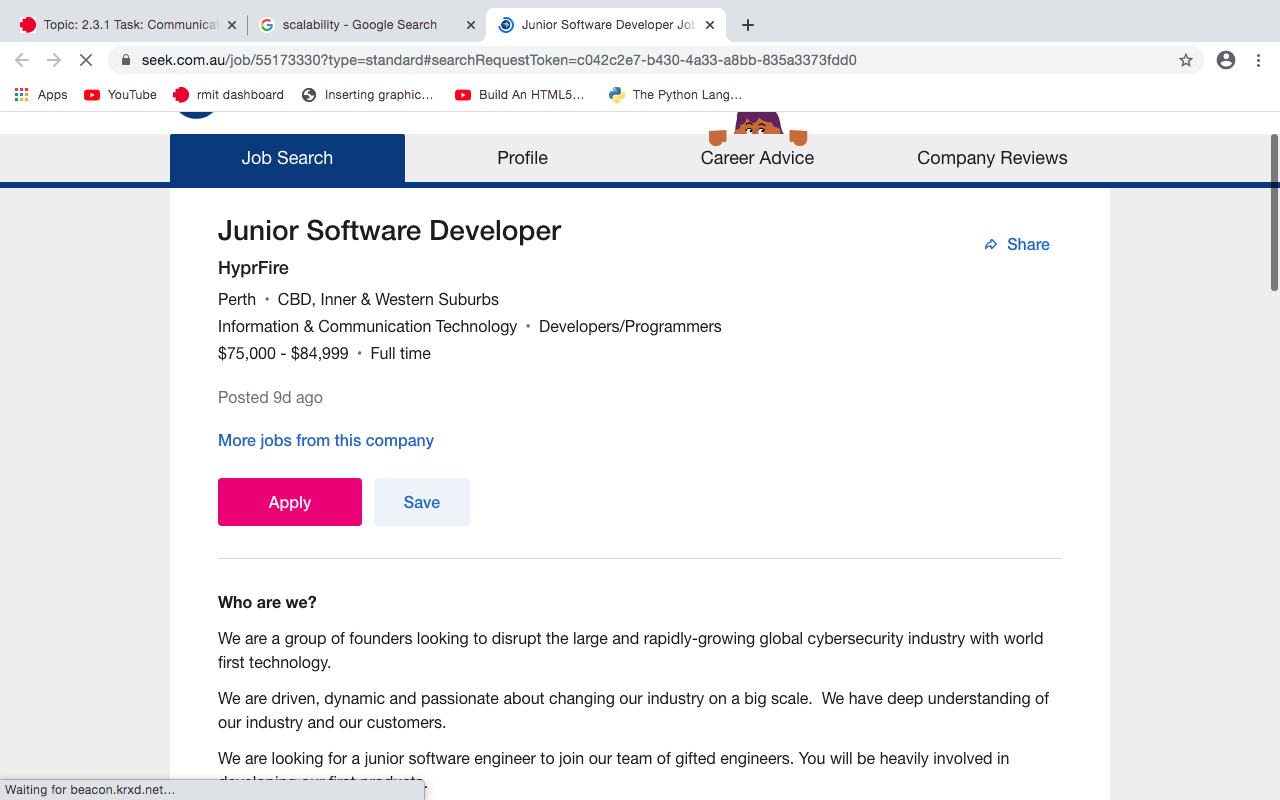 Topic: 2.3.1 Task: Communica
scalability - Google Search
Junior Software Developer Jo
seek.com.au/job/55173330?type=standard#searchRequestToken=c042c2e7-b430-4a33-a8bb-835a3373fdd0
Apps
YouTube
rmit dashboard
Inserting graphic...
Build An HTML5...
The Python Lang...
Job Search
Profile
Career Advice
Company Reviews
Junior Software Developer
Share
HyprFire
Perth • CBD, Inner & Western Suburbs
Information & Communication Technology • Developers/Programmers
$75,000 - $84,999 • Full time
Posted 9d ago
More jobs from this company
Apply
Save
Who are we?
We are a group of founders looking to disrupt the large and rapidly-growing global cybersecurity industry with world
first technology.
We are driven, dynamic and passionate about changing our industry on a big scale.  We have deep understanding of
our industry and our customers.
We are looking for a junior software engineer to join our team of gifted engineers. You will be heavily involved in
Waiting for beacon.krxd.net...